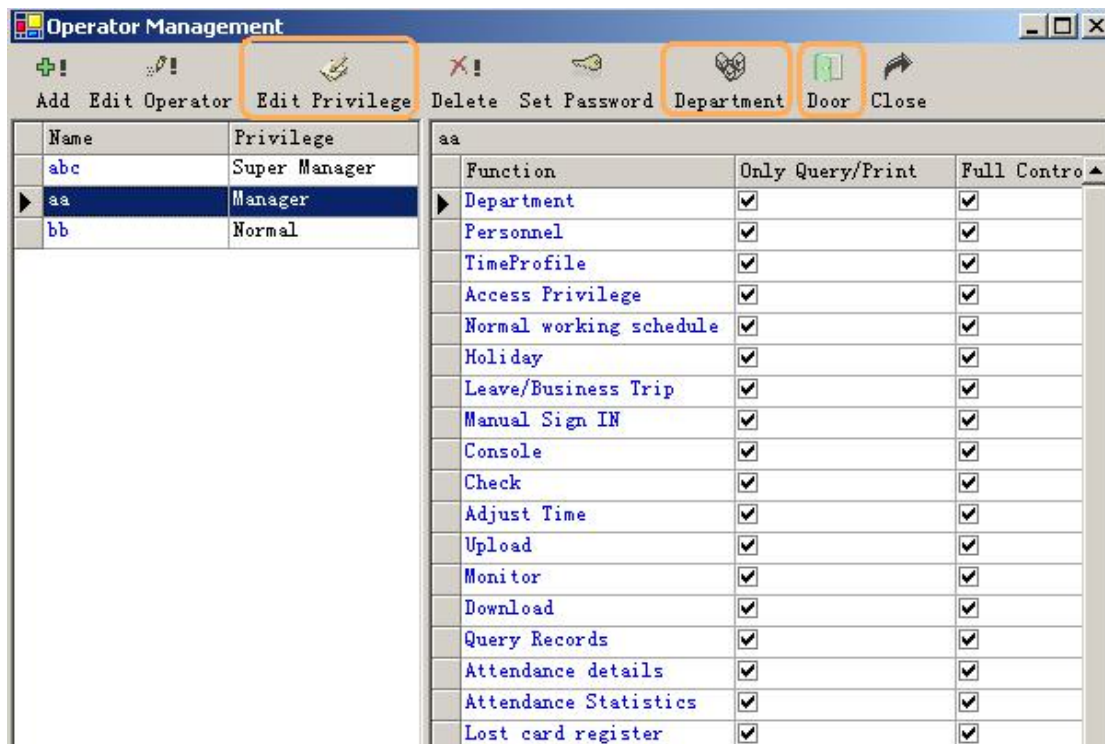 Operator Management
Add Edit Operator Edit Privilege Delete Set Password Department Door Close
Name Privilege
abc Super Manager
aa Manager
bb Normal
aa
Function Only Query/Print Full Contro
Department
Personnel
TimeProfile
Access Privilege
Normal working schedule
Holiday
Leave/Business Trip
Manual Sign IN
Console
Check
Adjust Time
Upload
Monitor
Download
Query Records
Attendance details
Attendance Statistics
Lost card register